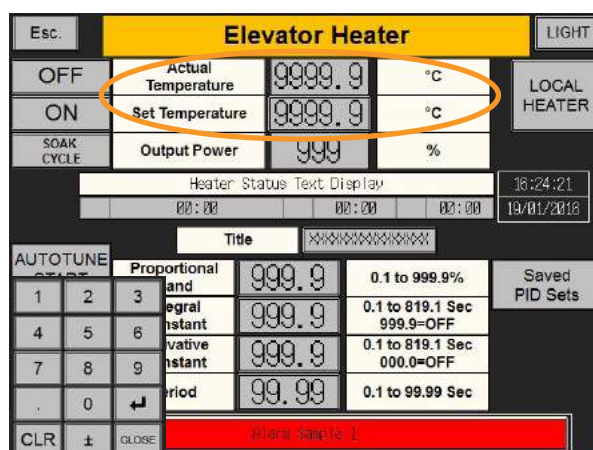 Esc.
Elevator Heater
LIGHT
OFF
Actual
Temperature
9999.9
°C
LOCAL
HEATER
ON
Set Temperature
9999.9
°C
SOAK
CYCLE
Output Power
999
%
Heater Status Text Display
16:24:21
00:00
00:00
00:00
19/01/2016
Title
XXXXXXXXXXXXXXXX
AUTOTUNE
Proportional
999.9
0.1 to 999.9%
Saved
PID Sets
1
2
3
999.9
0.1 to 819.1 Sec
999.9=OFF
4
5
6
999.9
0.1 to 819.1 Sec
000.0=OFF
7
8
9
99.99
0.1 to 99.99 Sec
.
0
↵
CLR
±
CLOSE
Alarm Sample 1